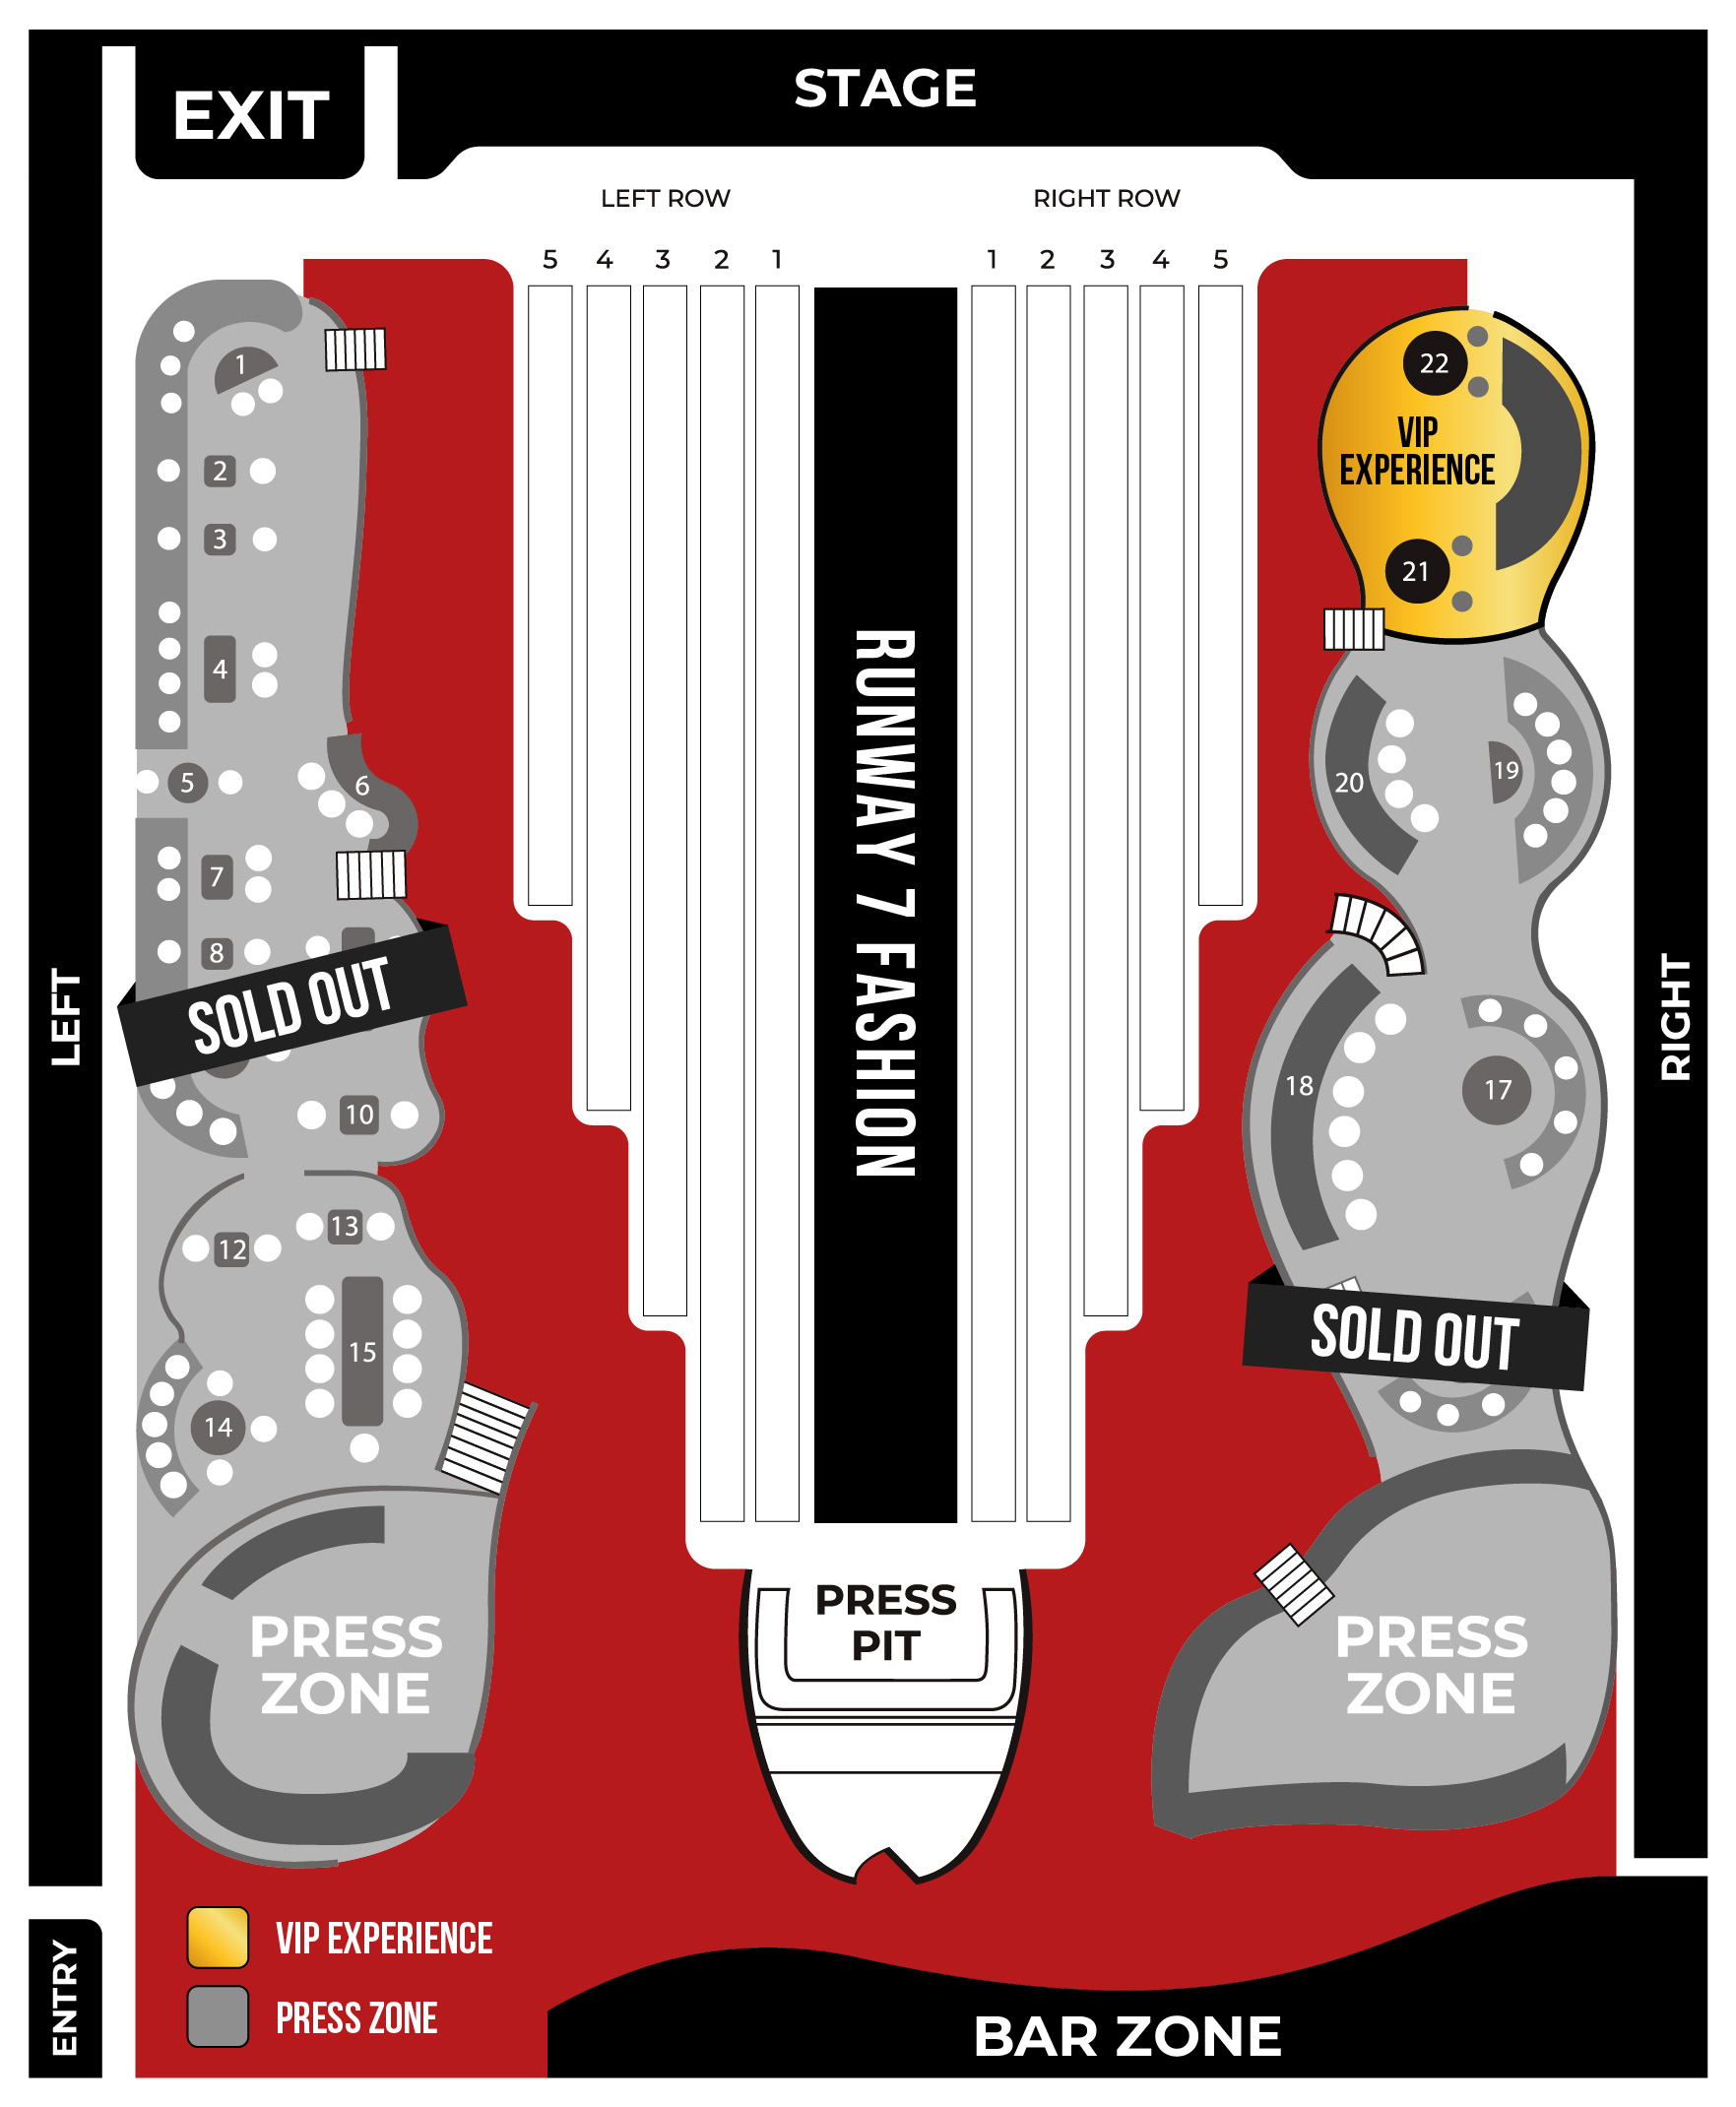 EXIT
STAGE
LEFT ROW
RIGHT ROW
5 4 3 2 1
1 2 3 4 5
1
2
3
4
5
6
7
8
SOLD OUT
10
12
13
15
14
PRESS
ZONE
LEFT
RUNWAY 7 FASHION
PRESS
PIT
22
VIP
EXPERIENCE
21
20
19
18
17
SOLD OUT
PRESS
ZONE
RIGHT
VIP EXPERIENCE
PRESS ZONE
ENTRY
BAR ZONE